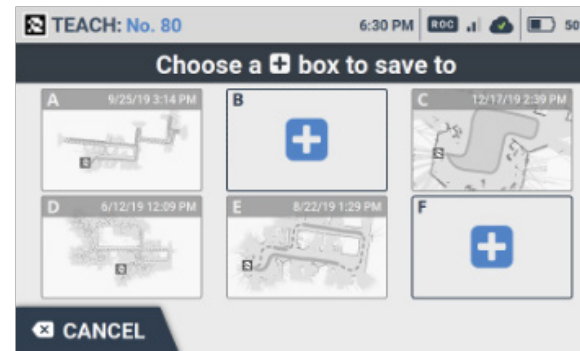 TEACH: No. 80 6:30 PM ROC 50
Choose a + box to save to
A 9/25/19 3:14 PM
B
C 12/17/19 2:39 PM
D 6/12/19 12:09 PM
E 8/22/19 1:29 PM
F
CANCEL